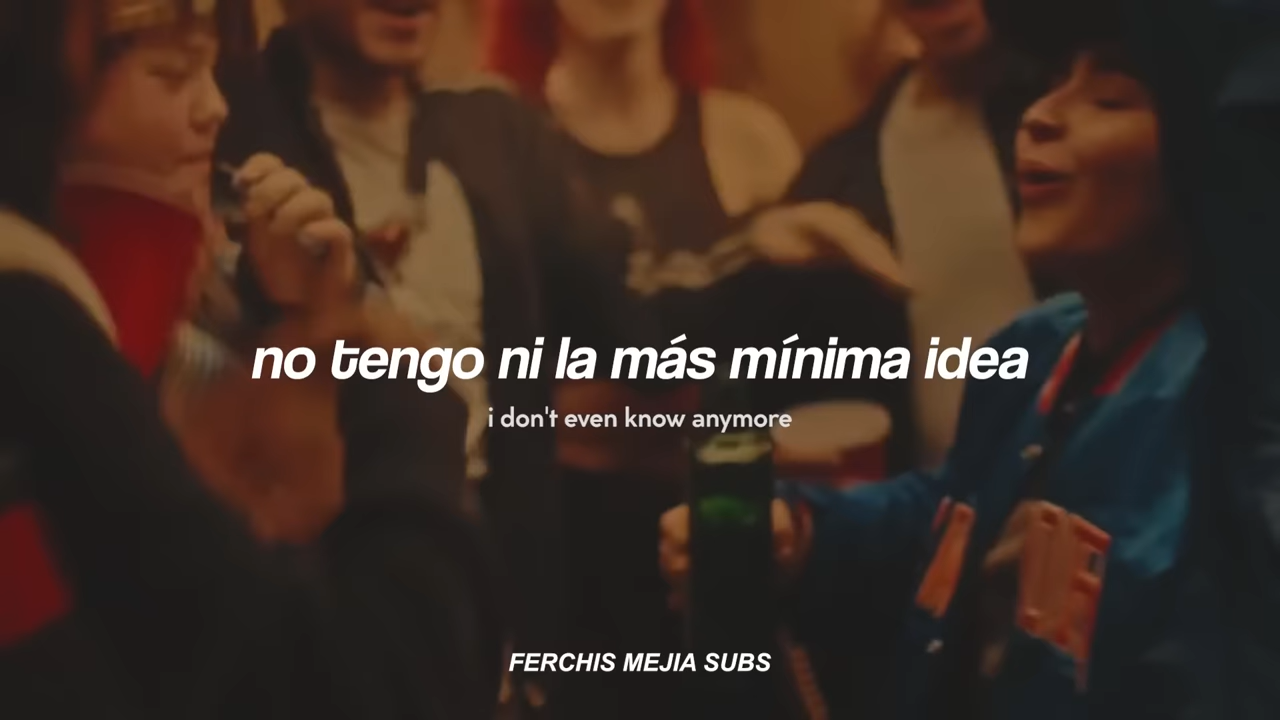 no tengo ni la más mínima idea
i don't even know anymore
FERCHIS MEJIA SUBS